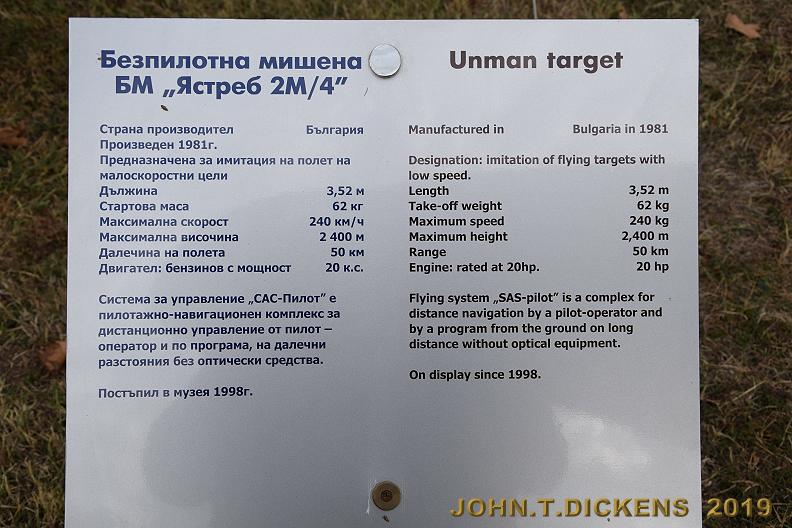 Безпилотна мишена
БМ „Ястреб 2М/4”
Страна производител България
Произведен 1981г.
Предназначена за имитация на полет на
малоскоростни цели
Дължина 3,52 м
Стартова маса 62 кг
Максимална скорост 240 км/ч
Максимална височина 2 400 м
Далечина на полета 50 км
Двигател: бензинов с мощност 20 к.с.
Система за управление „САС-Пилот” е
пилотажно-навигационен комплекс за
дистанционно управление от пилот –
оператор и по програма, на далечни
разстояния без оптически средства.
Постъпил в музея 1998г.
Unman target
Manufactured in Bulgaria in 1981
Designation: imitation of flying targets with
low speed.
Length 3,52 m
Take-off weight 62 kg
Maximum speed 240 kg
Maximum height 2,400 m
Range 50 km
Engine: rated at 20hp. 20 hp
Flying system „SAS-pilot” is a complex for
distance navigation by a pilot-operator and
by a program from the ground on long
distance without optical equipment.
On display since 1998.
JOHN.T.DICKENS 2019